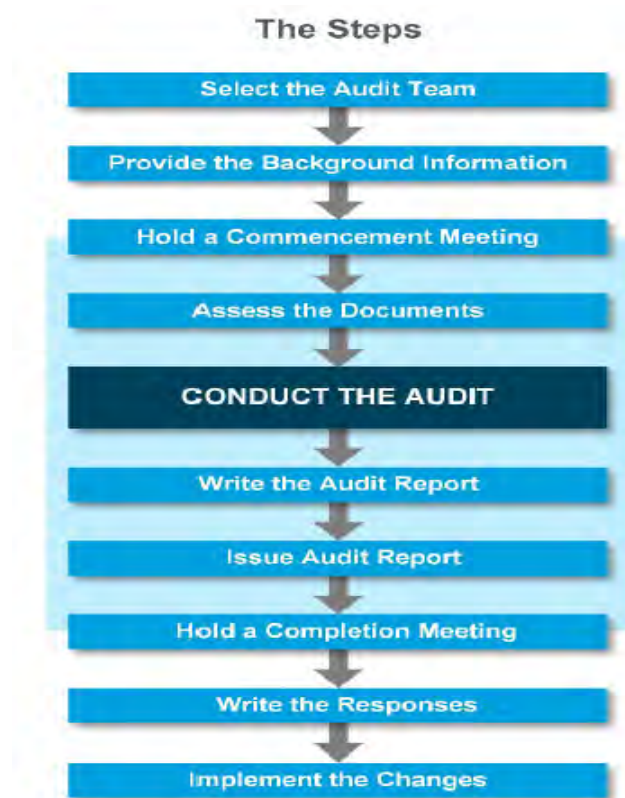 The Steps
Select the Audit Team
Provide the Background Information
Hold a Commencement Meeting
Assess the Documents
CONDUCT THE AUDIT
Write the Audit Report
Issue Audit Report
Hold a Completion Meeting
Write the Responses
Implement the Changes